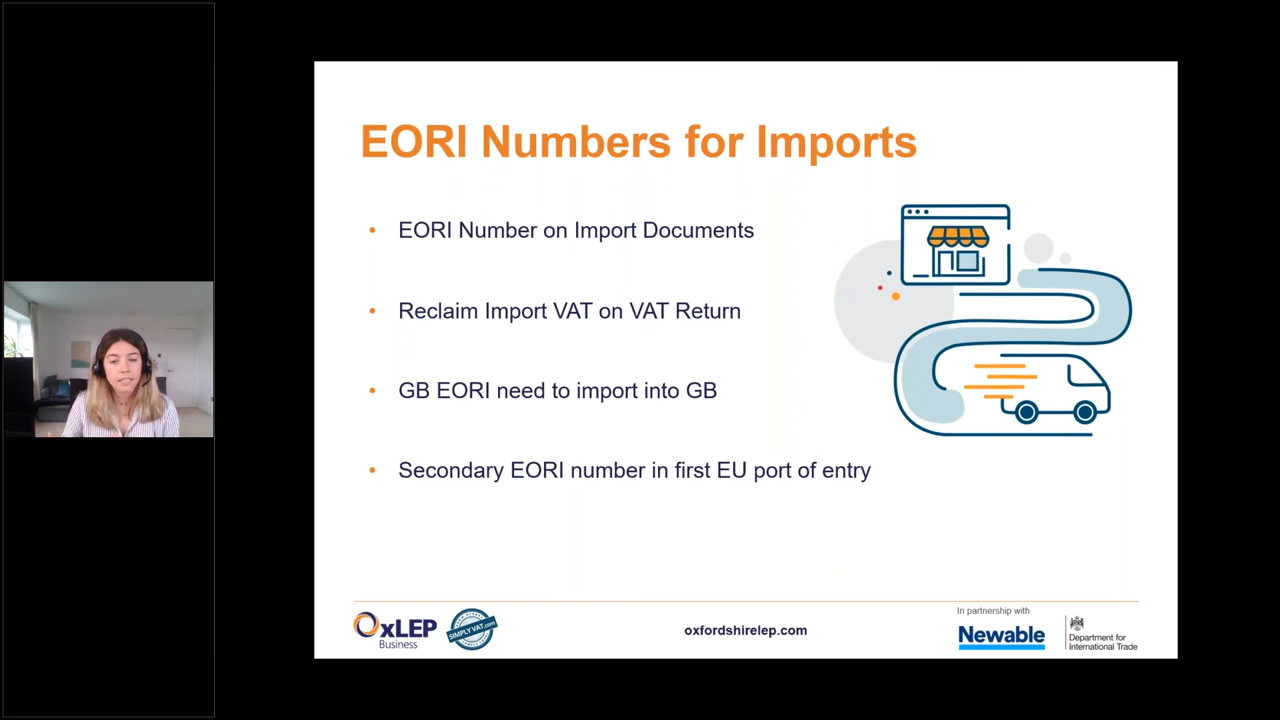 EORI Numbers for Imports
• EORI Number on Import Documents
• Reclaim Import VAT on VAT Return
• GB EORI need to import into GB
• Secondary EORI number in first EU port of entry
OxLEP
Business
SIMPLY VAT.com
oxfordshirelep.com
In partnership with
Newable
Department for
International Trade